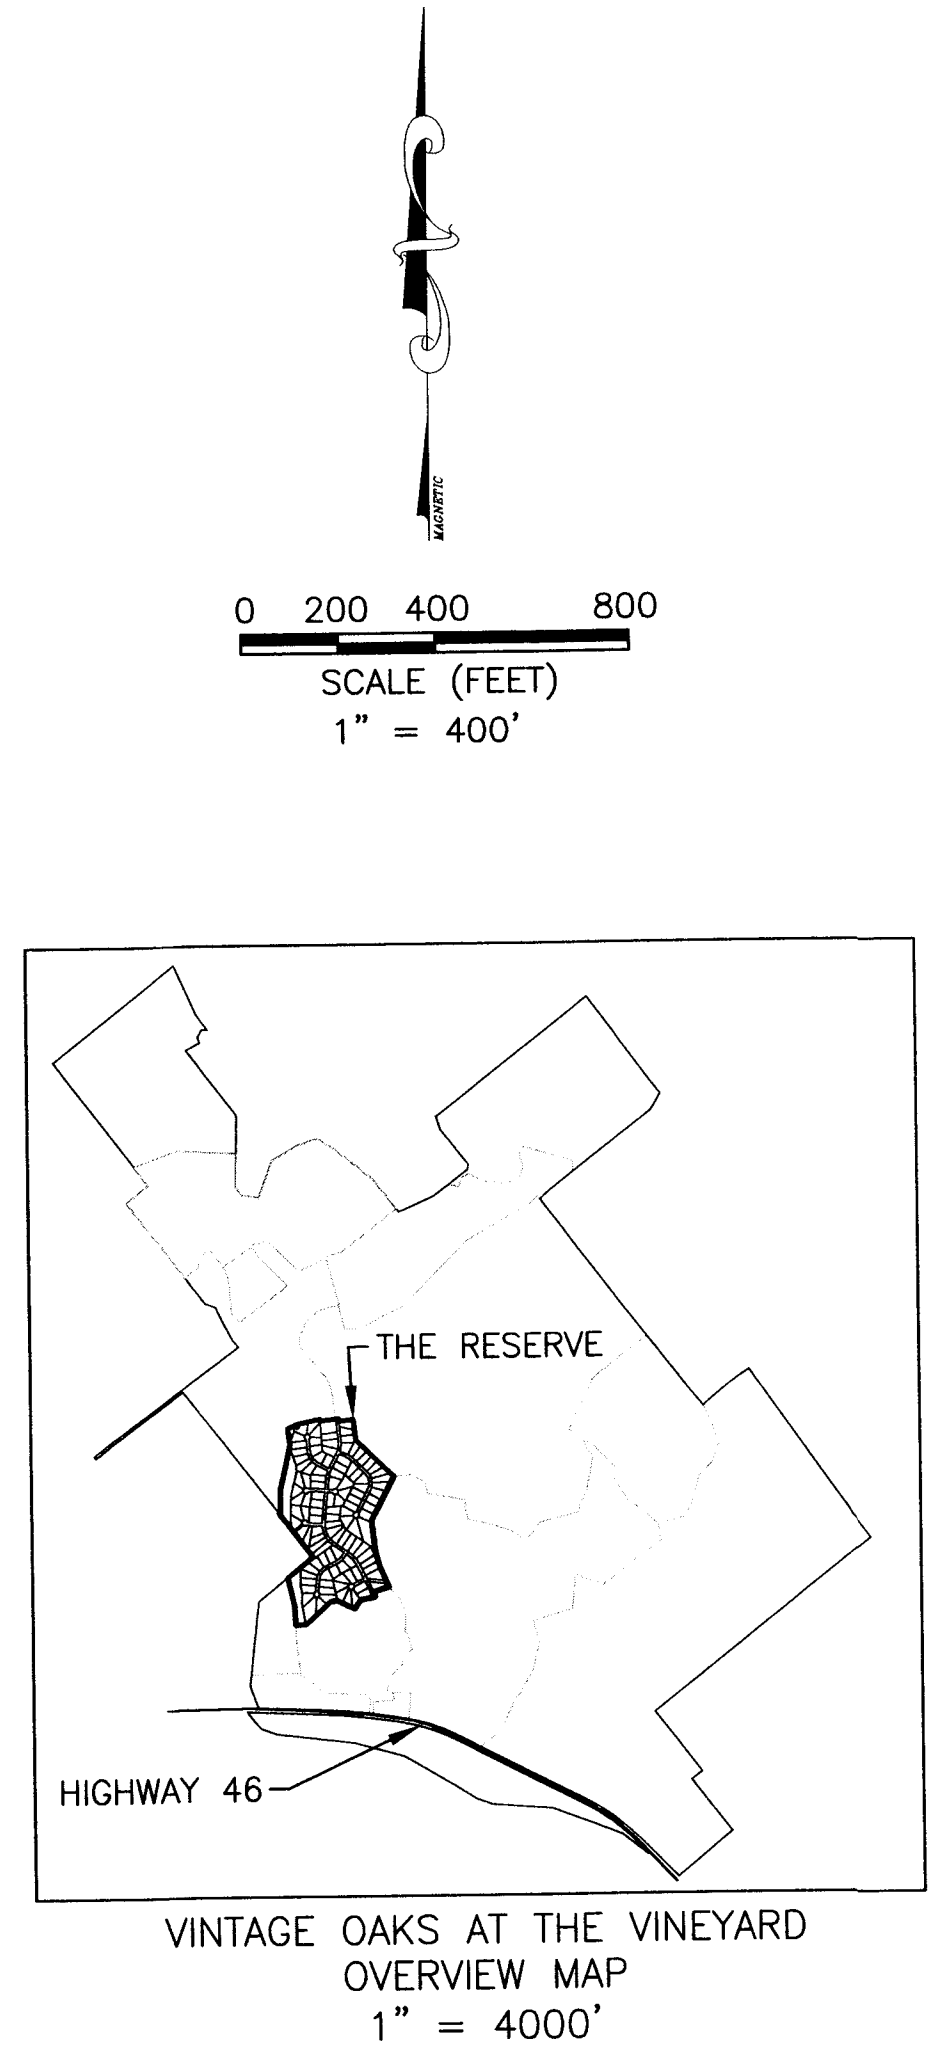 MAGNETIC
0 200 400 800
SCALE (FEET)
1" = 400'
THE RESERVE
HIGHWAY 46
VINTAGE OAKS AT THE VINEYARD
OVERVIEW MAP
1" = 4000'